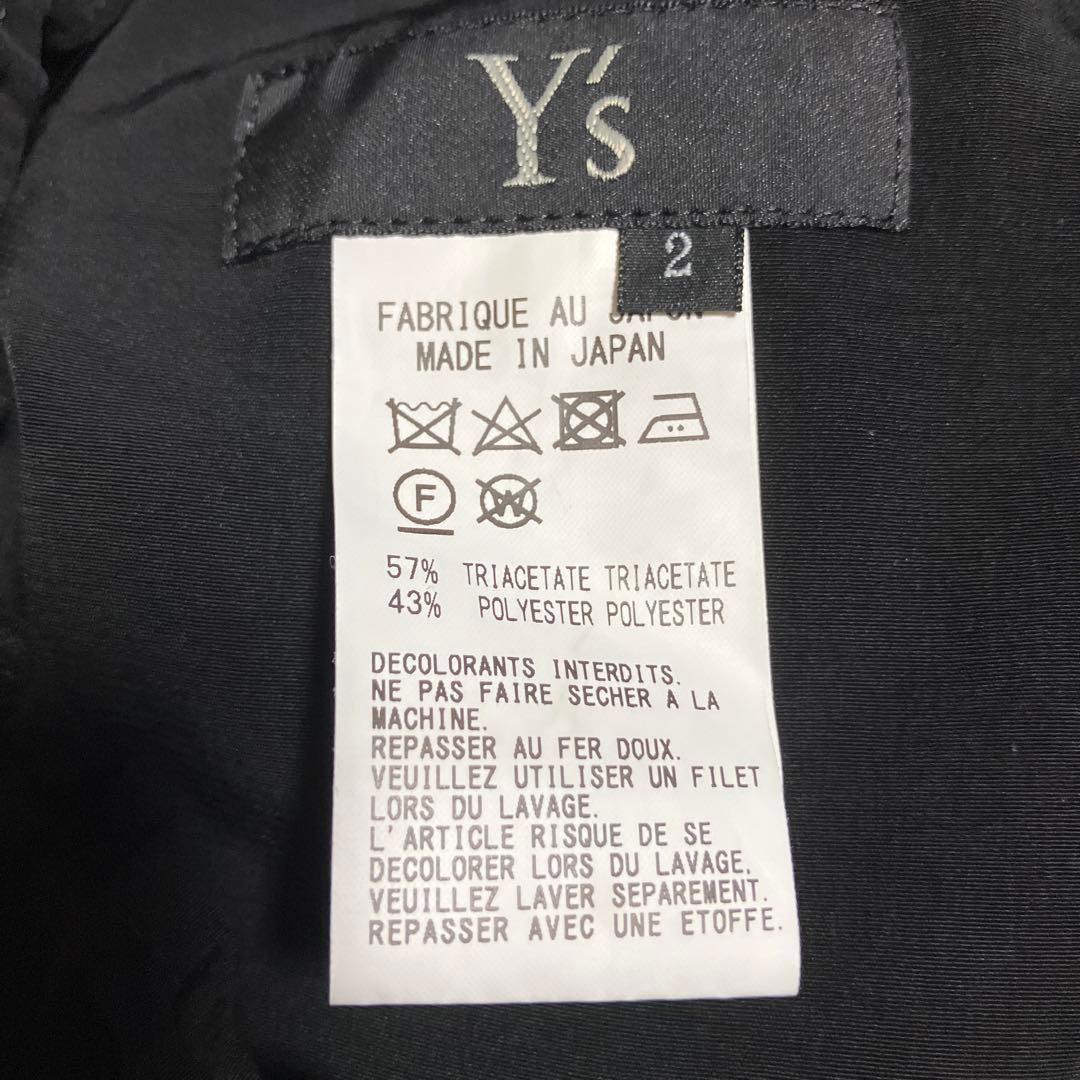 Y's
2
FABRIQUE AU JAPON
MADE IN JAPAN
F
W
57% TRIACETATE TRIACETATE
43% POLYESTER POLYESTER
DECOLORANTS INTERDITS.
NE PAS FAIRE SECHER A LA
MACHINE.
REPASSER AU FER DOUX.
VEUILLEZ UTILISER UN FILET
LORS DU LAVAGE.
L'ARTICLE RISQUE DE SE
DECOLORER LORS DU LAVAGE.
VEUILLEZ LAVER SEPAREMENT.
REPASSER AVEC UNE ETOFFE.